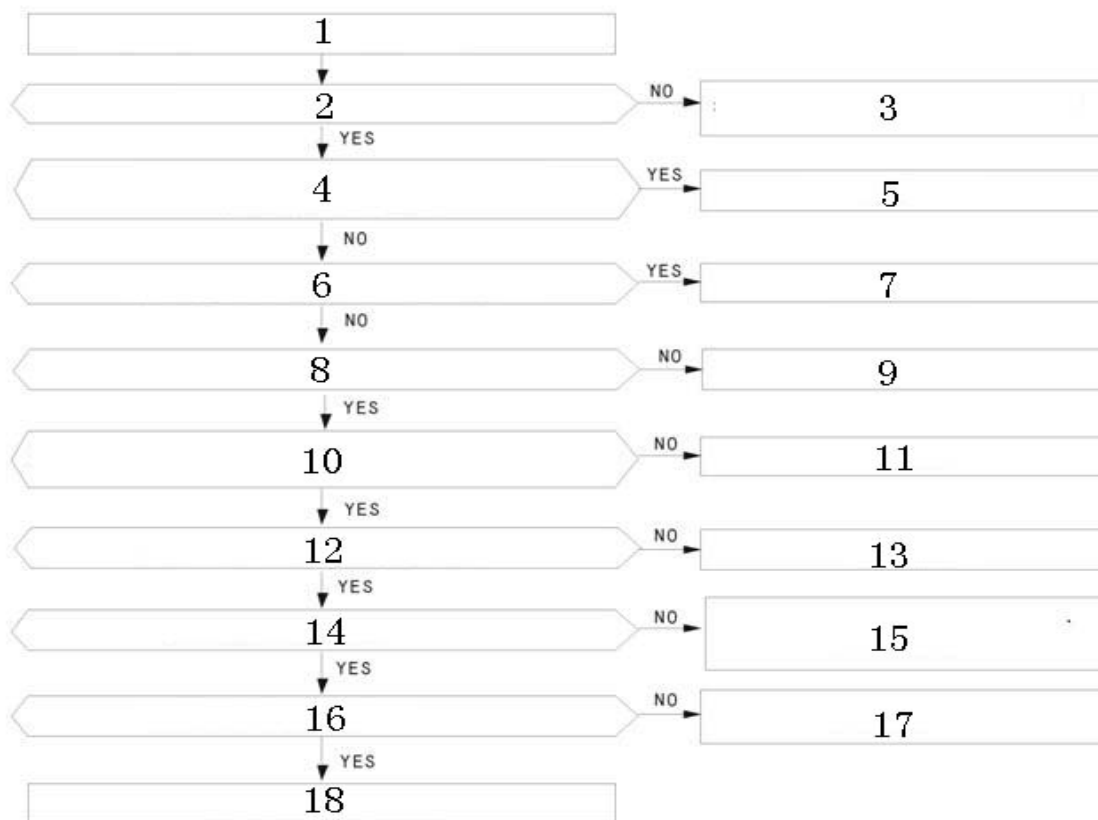 1
2
NO
3
YES
4
YES
5
NO
6
YES
7
NO
8
NO
9
YES
10
NO
11
YES
12
NO
13
YES
14
NO
15
YES
16
NO
17
YES
18